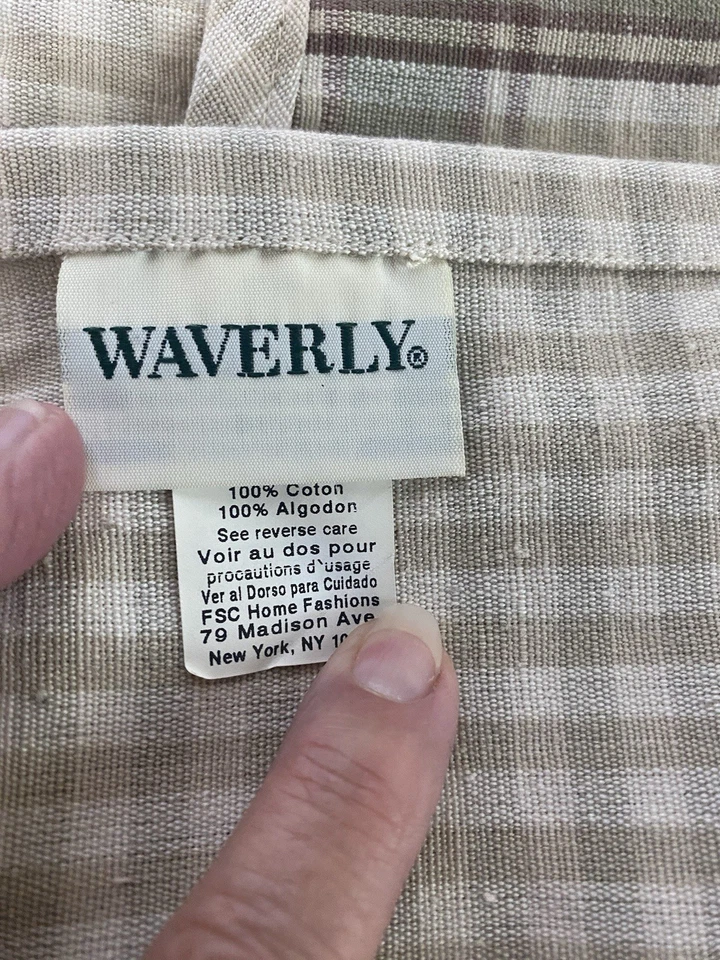 WAVERLY®
100% Coton
100% Algodon
See reverse care
Voir au dos pour
procautions d`usage
Ver al Dorso para Cuidado
FSC Home Fashions
79 Madison Ave
New York, NY